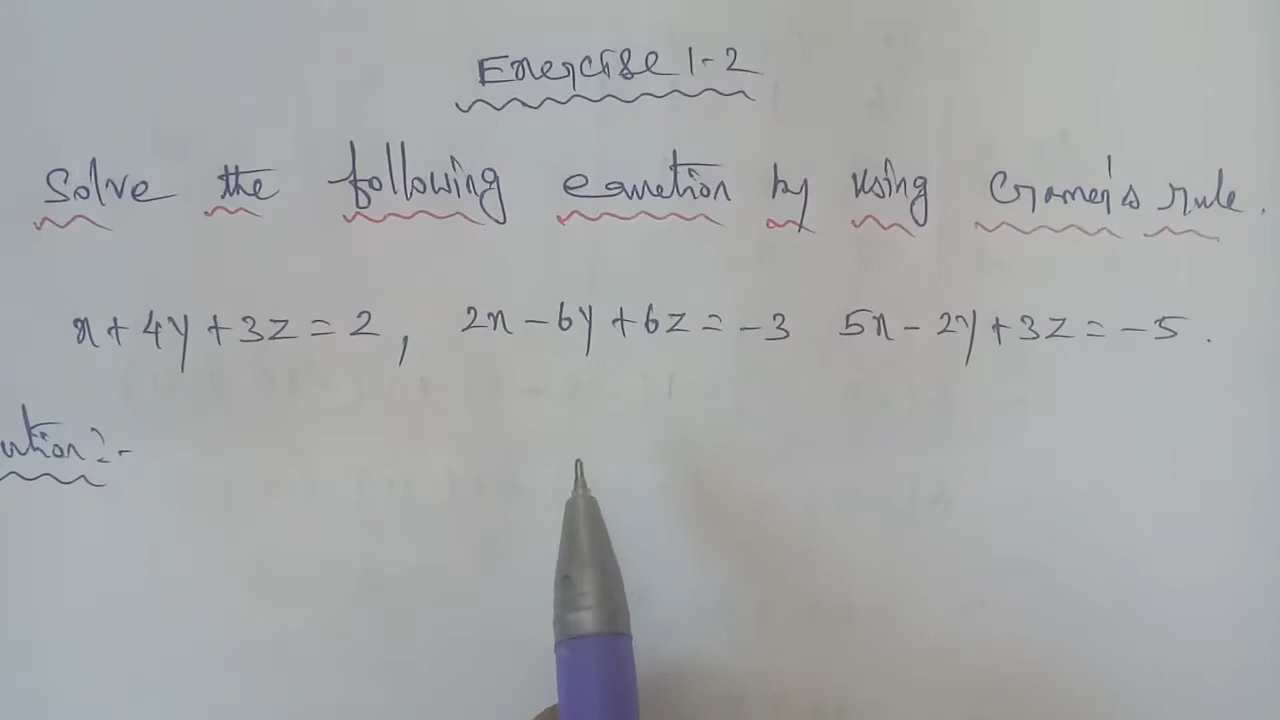 Exercise 1-2
Solve the following equation by using Cramer's rule.
x + 4y + 3z = 2, 2x - 6y + 6z = -3 5x - 2y + 3z = -5.
ution:-